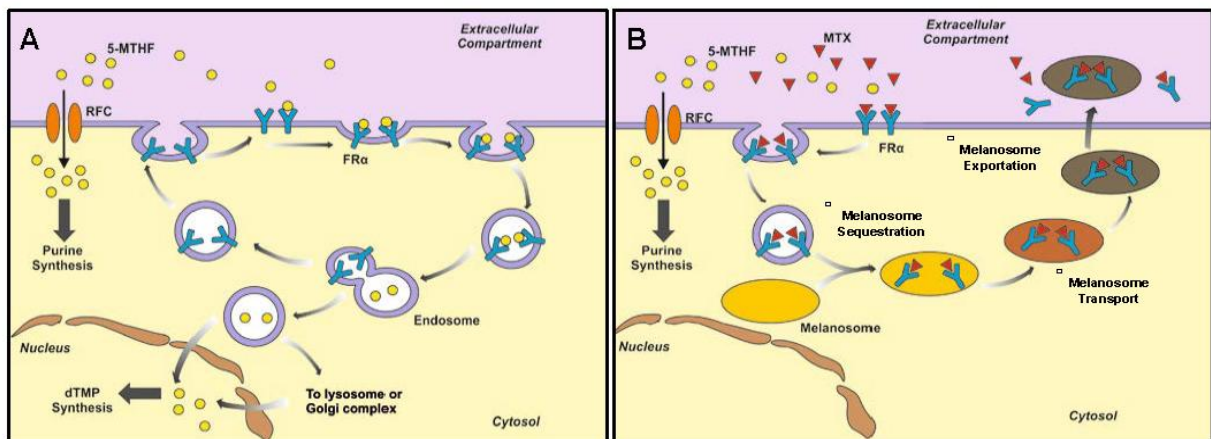 A
5-MTHF
Extracellular
Compartment
RFC
FRα
Purine
Synthesis
Endosome
Nucleus
dTMP
Synthesis
To lysosome or
Golgi complex
Cytosol
B
5-MTHF
MTX
Extracellular
Compartment
RFC
FRα
Melanosome
Exportation
Melanosome
Sequestration
Purine
Synthesis
Melanosome
Transport
Melanosome
Nucleus
Cytosol